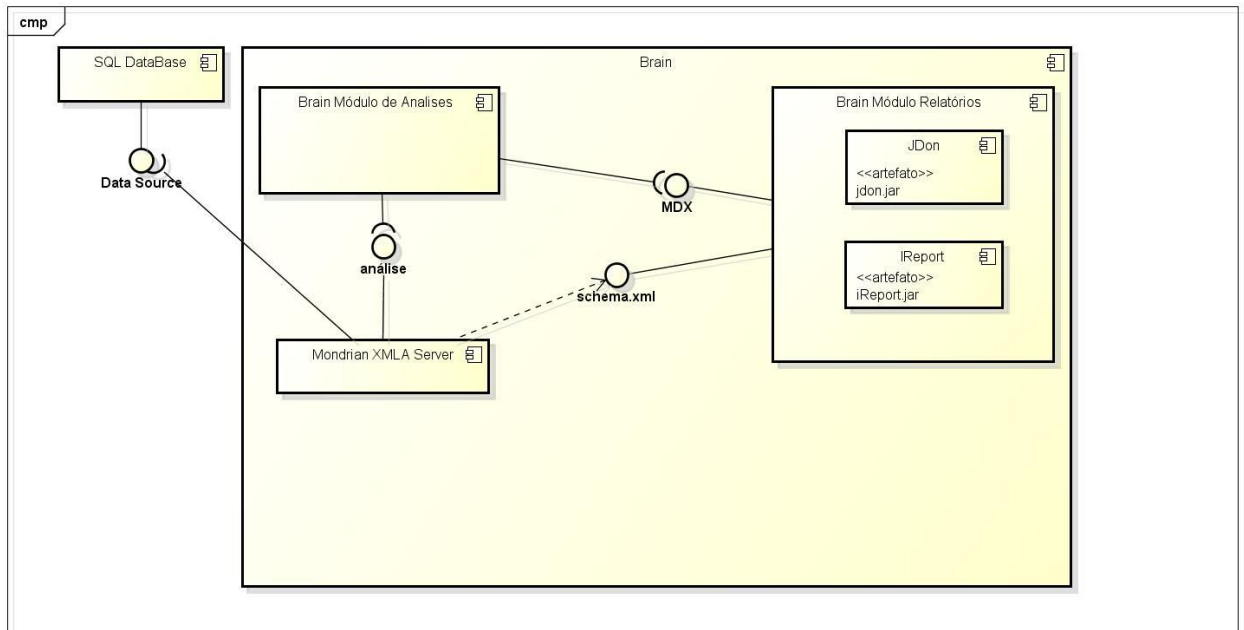 cmp
SQL DataBase
Brain
Brain Módulo de Analises
Brain Módulo Relatórios
JDon
<<artefato>>
jdon.jar
Data Source
MDX
análise
IReport
<<artefato>>
iReport.jar
schema.xml
Mondrian XMLA Server